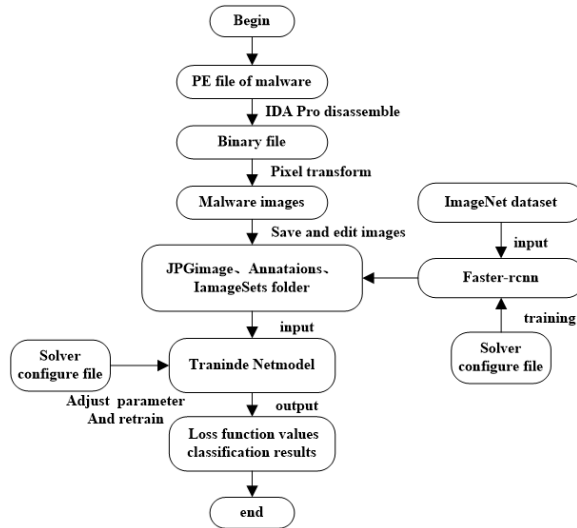 Begin
PE file of malware
IDA Pro disassemble
Binary file
Pixel transform
Malware images
Save and edit images
JPGimage、Annataions、
IamageSets folder
ImageNet dataset
input
Faster-rcnn
training
Solver
configure file
input
Solver
configure file
Traninde Netmodel
Adjust parameter
And retrain
output
Loss function values
classification results
end